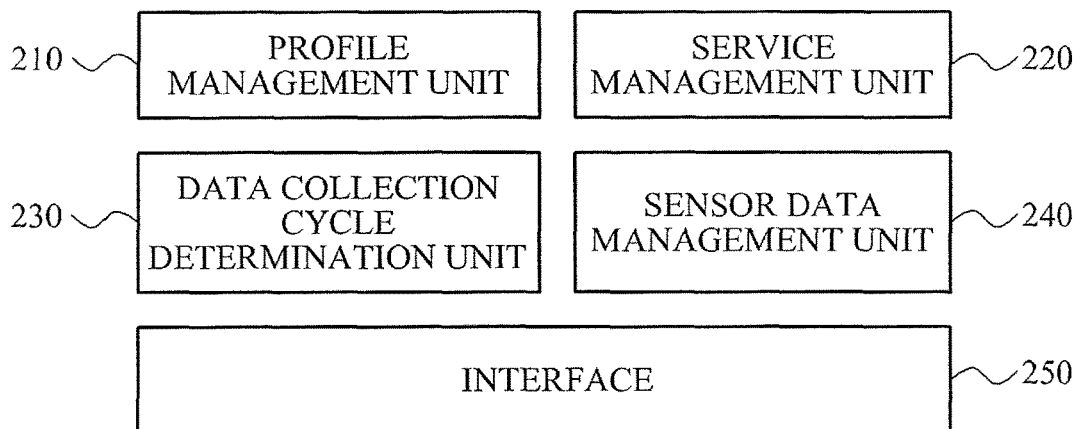 210
PROFILE
MANAGEMENT UNIT
SERVICE
MANAGEMENT UNIT
220
230
DATA COLLECTION
CYCLE
DETERMINATION UNIT
SENSOR DATA
MANAGEMENT UNIT
240
INTERFACE
250